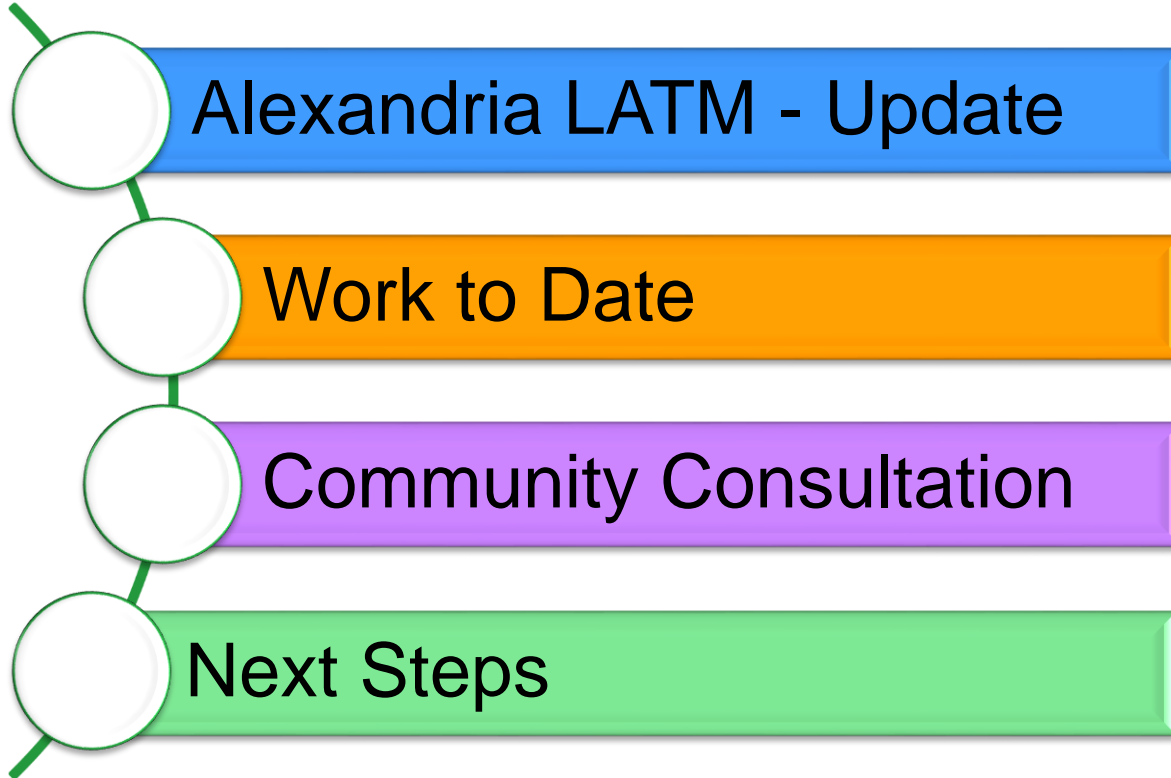 Alexandria LATM - Update
Work to Date
Community Consultation
Next Steps